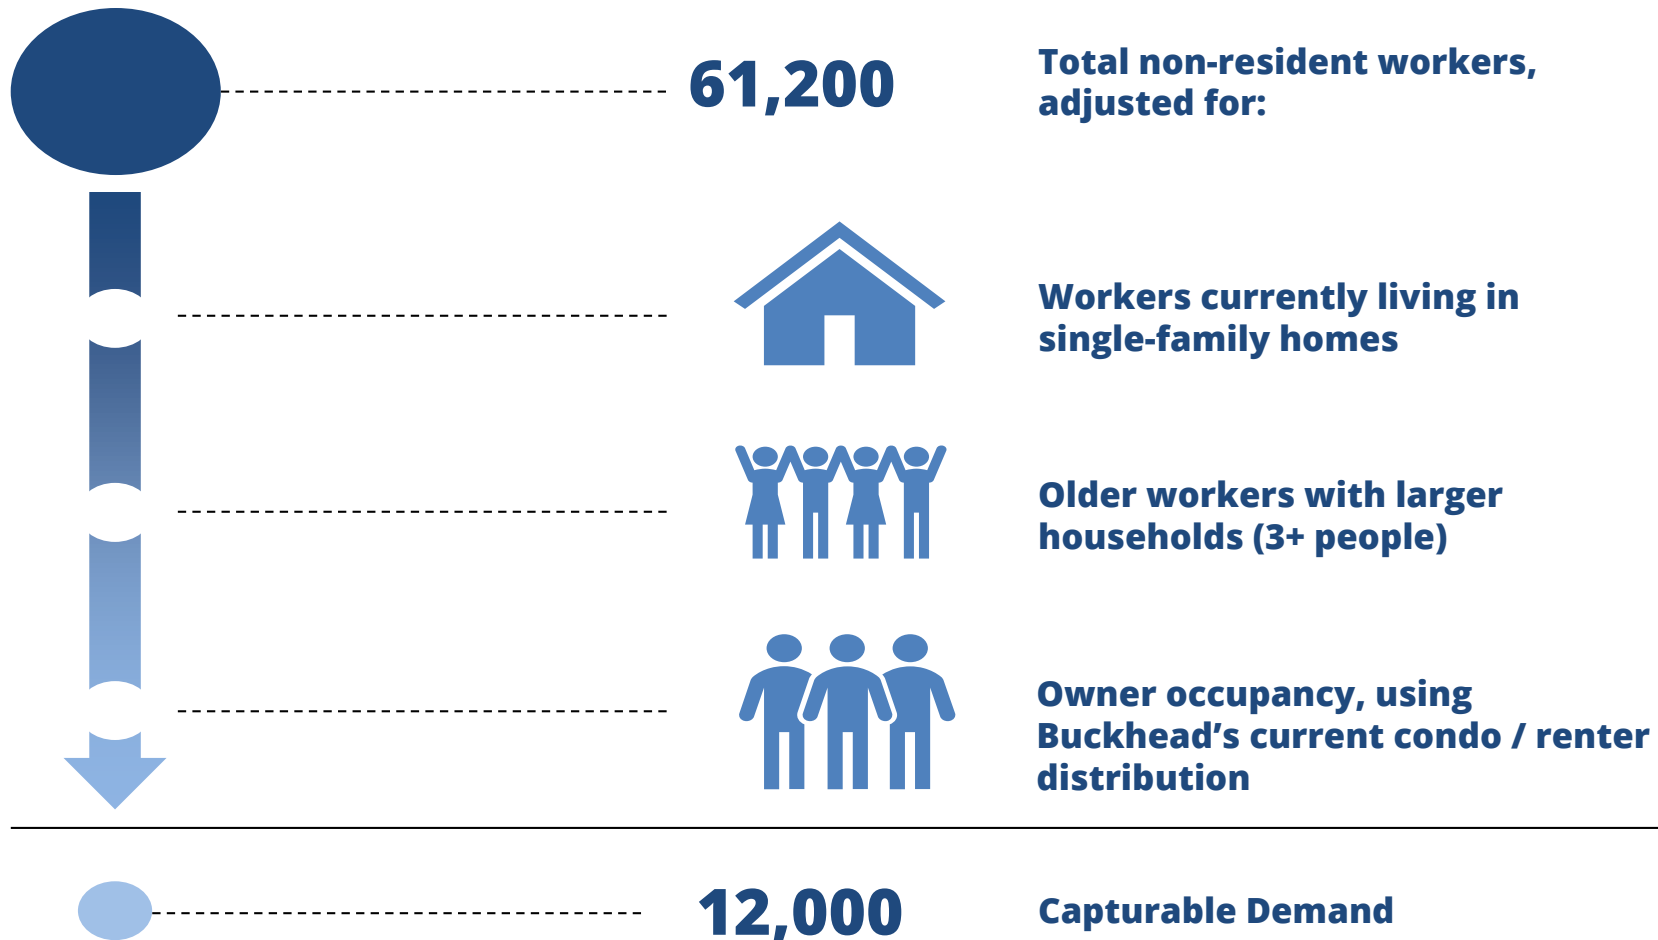 61,200
Total non-resident workers,
adjusted for:
Workers currently living in
single-family homes
Older workers with larger
households (3+ people)
Owner occupancy, using
Buckhead’s current condo / renter
distribution
12,000
Capturable Demand